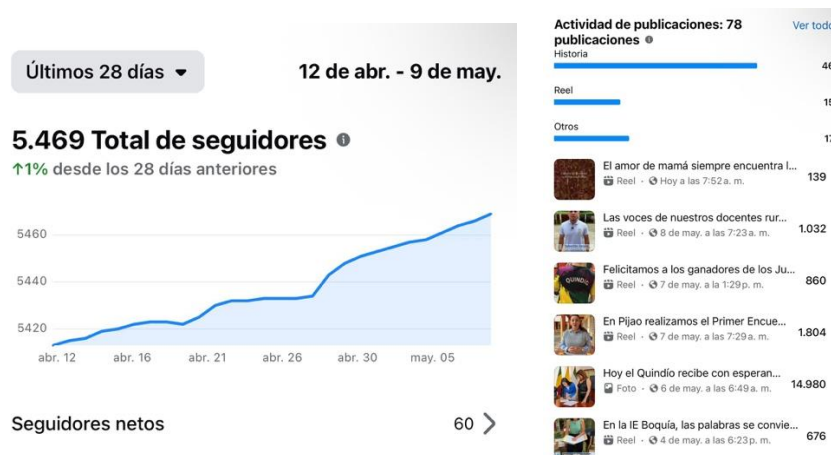 Últimos 28 días
12 de abr. - 9 de may.
5.469 Total de seguidores
↑1% desde los 28 días anteriores
5460
5440
5420
abr. 12 abr. 16 abr. 21 abr. 26 abr. 30 may. 05
Seguidores netos 60
Actividad de publicaciones: 78
publicaciones
Ver todo
Historia
46
Reel
Otros
El amor de mamá siempre encuentra l...
Reel · Hoy a las 7:52 a. m.
139
Las voces de nuestros docentes rur...
Reel · 8 de may. a las 7:23 a. m.
1.032
Felicitamos a los ganadores de los Ju...
Reel · 7 de may. a la 1:29 p. m.
860
QUINDIO
En Pijao realizamos el Primer Encue...
Reel · 7 de may. a las 7:29 a. m.
1.804
Hoy el Quindío recibe con esperan...
Foto · 6 de may. a las 6:49 a. m.
14.980
En la IE Boquía, las palabras se convie...
Reel · 4 de may. a las 6:23 p. m.
676